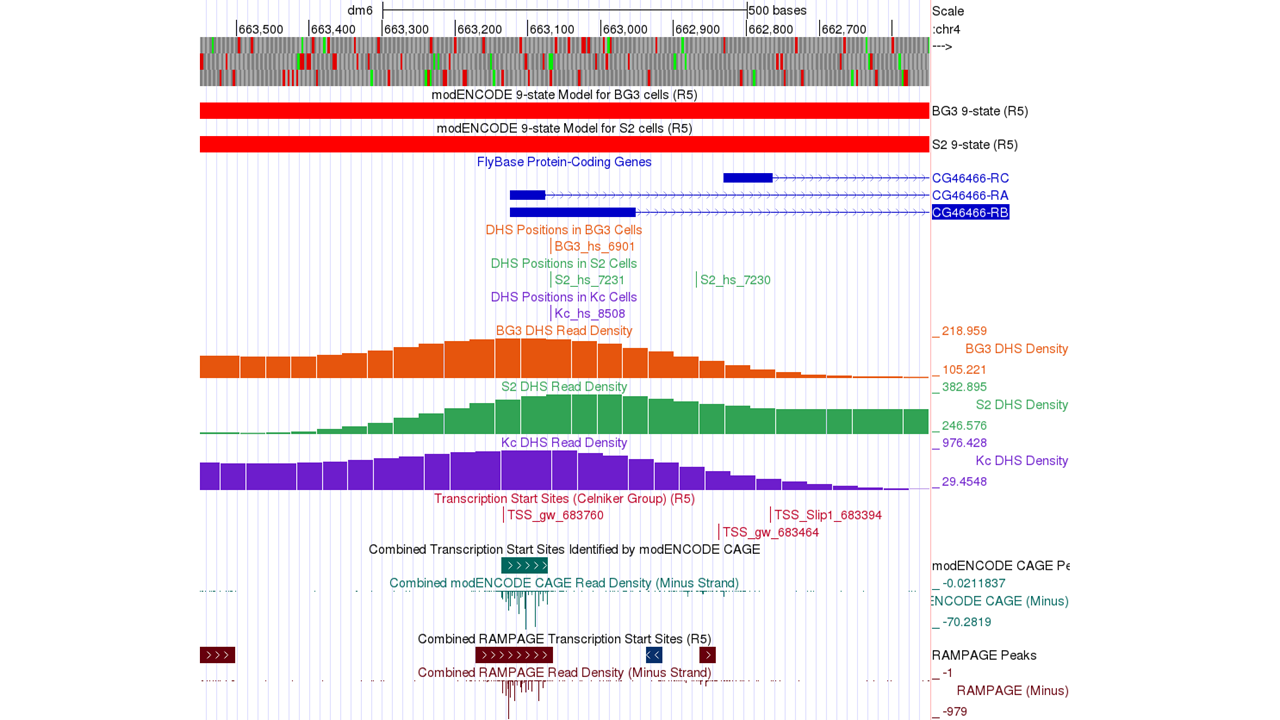 dm6 500 bases Scale
663,500 663,400 663,300 663,200 663,100 663,000 662,900 662,800 662,700 :chr4
--->
modENCODE 9-state Model for BG3 cells (R5)
BG3 9-state (R5)
modENCODE 9-state Model for S2 cells (R5)
S2 9-state (R5)
FlyBase Protein-Coding Genes
CG46466-RC
CG46466-RA
CG46466-RB
DHS Positions in BG3 Cells
BG3_hs_6901
DHS Positions in S2 Cells
S2_hs_7231 S2_hs_7230
DHS Positions in Kc Cells
Kc_hs_8508
BG3 DHS Read Density 218.959
BG3 DHS Density
105.221
S2 DHS Read Density 382.895
S2 DHS Density
246.576
Kc DHS Read Density 976.428
Kc DHS Density
29.4548
Transcription Start Sites (Celniker Group) (R5)
TSS_gw_683760 TSS_Slip1_683394
TSS_gw_683464
Combined Transcription Start Sites Identified by modENCODE CAGE
modENCODE CAGE Pe
Combined modENCODE CAGE Read Density (Minus Strand) -0.0211837
ENCODE CAGE (Minus)
-70.2819
Combined RAMPAGE Transcription Start Sites (R5)
RAMPAGE Peaks
Combined RAMPAGE Read Density (Minus Strand) -1
RAMPAGE (Minus)
-979